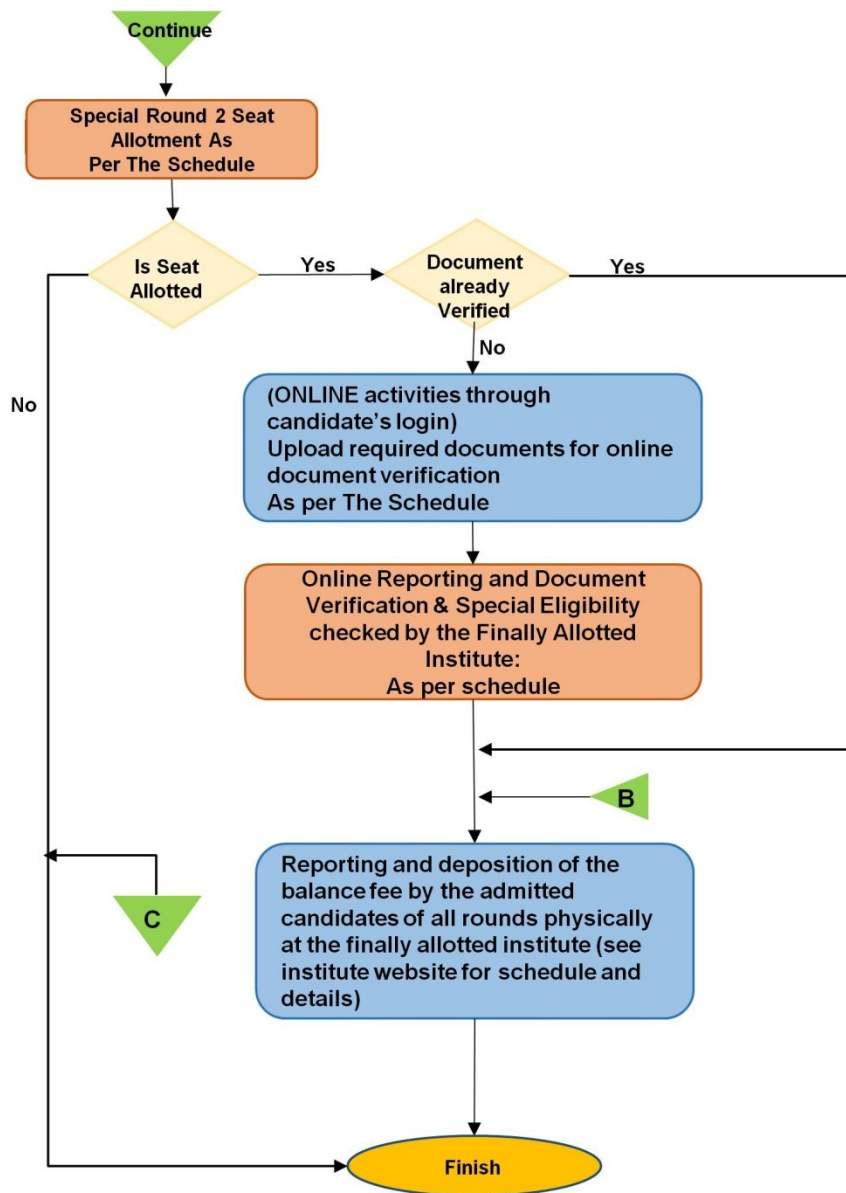 Continue
Special Round 2 Seat
Allotment As
Per The Schedule
Is Seat
Allotted
Yes
Document
already
Verified
Yes
No
No
(ONLINE activities through
candidate's login)
Upload required documents for online
document verification
As per The Schedule
Online Reporting and Document
Verification & Special Eligibility
checked by the Finally Allotted
Institute:
As per schedule
B
Reporting and deposition of the
balance fee by the admitted
candidates of all rounds physically
at the finally allotted institute (see
institute website for schedule and
details)
C
Finish